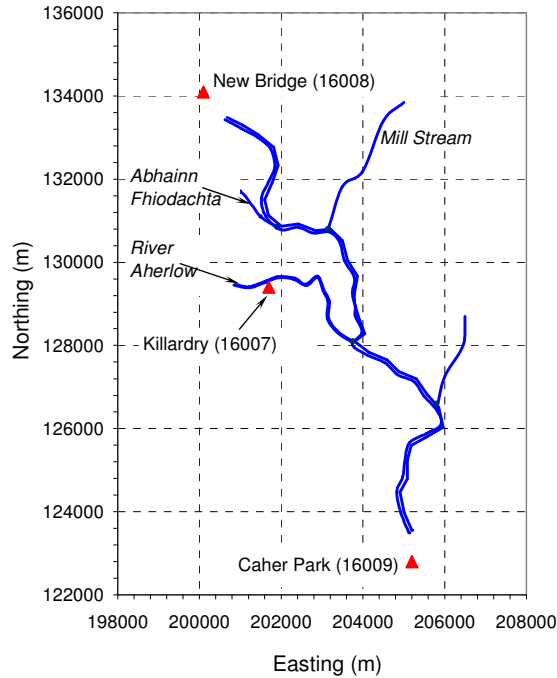 136000
New Bridge (16008)
134000
Mill Stream
Abhainn
Fhiodachta
132000
River
Aherlow
130000
Northing (m)
Killardry (16007)
128000
126000
124000
Caher Park (16009)
122000
198000 200000 202000 204000 206000 208000
Easting (m)